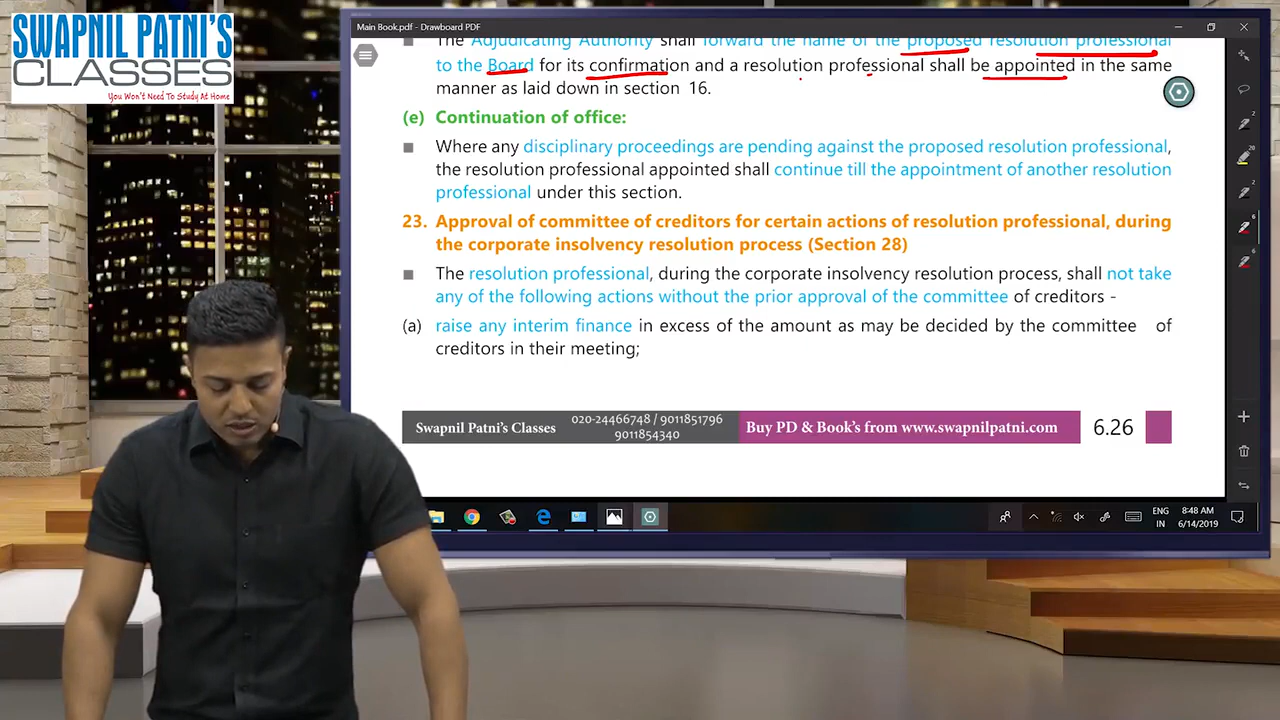 SWAPNIL PATNI'S
CLASSES
You Won't Need To Study At Home
Main Book.pdf - Drawboard PDF
The Adjudicating Authority shall forward the name of the proposed resolution professional
to the Board for its confirmation and a resolution professional shall be appointed in the same
manner as laid down in section 16.
(e) Continuation of office:
Where any disciplinary proceedings are pending against the proposed resolution professional,
the resolution professional appointed shall continue till the appointment of another resolution
professional under this section.
23. Approval of committee of creditors for certain actions of resolution professional, during
the corporate insolvency resolution process (Section 28)
The resolution professional, during the corporate insolvency resolution process, shall not take
any of the following actions without the prior approval of the committee of creditors -
(a) raise any interim finance in excess of the amount as may be decided by the committee of
creditors in their meeting;
Swapnil Patni's Classes 020-24466748 / 9011851796
9011854340
Buy PD & Book's from www.swapnilpatni.com 6.26
ENG
IN
8:48 AM
6/14/2019